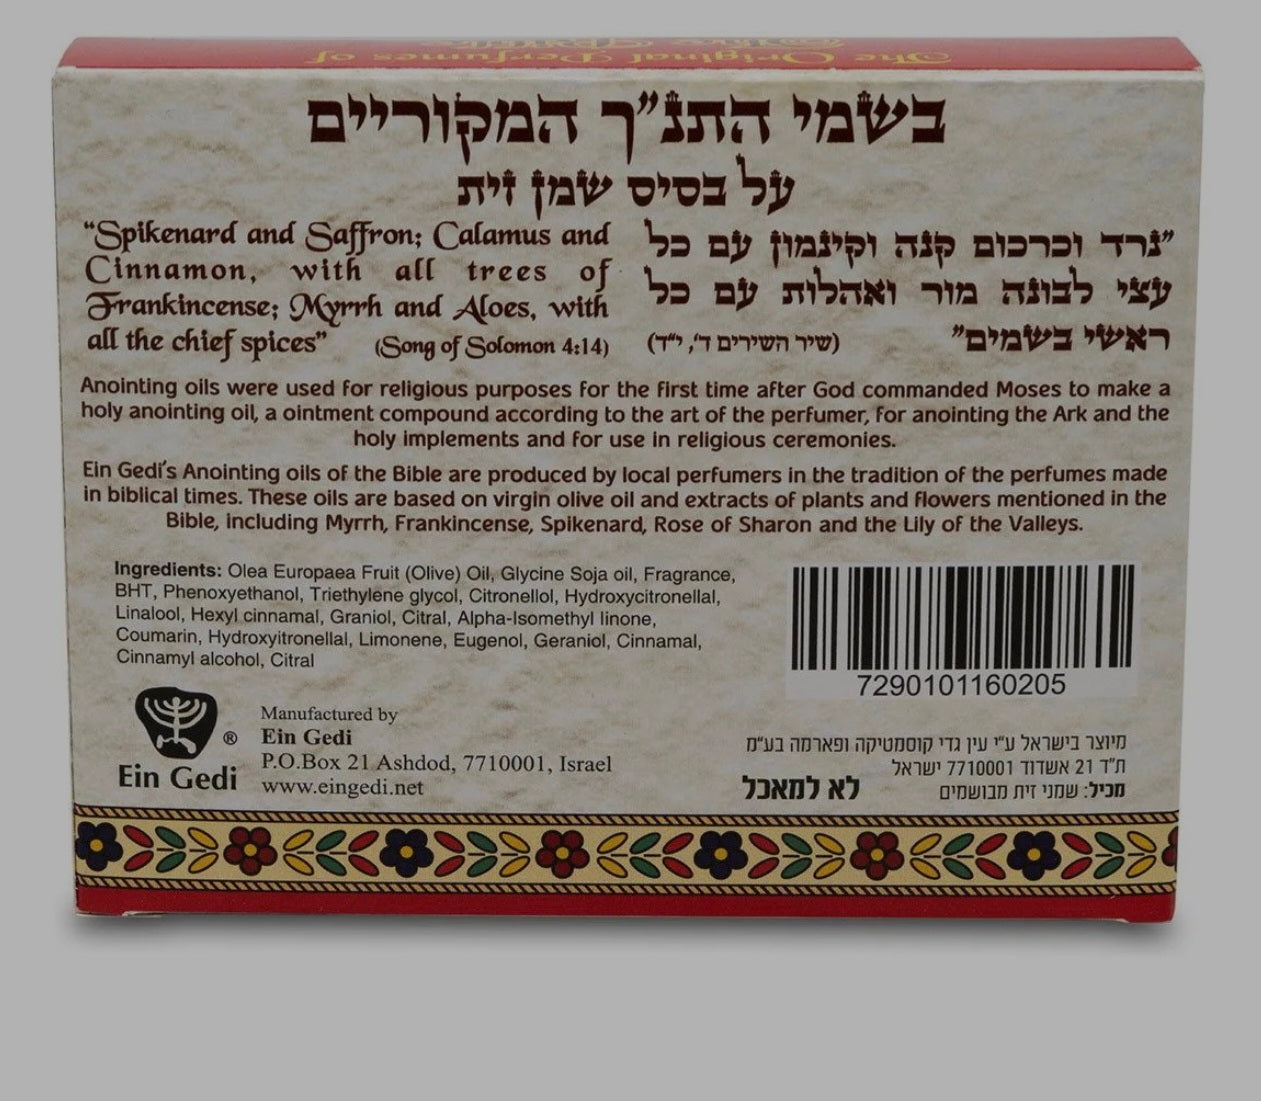 The Original Perfumes of
בשמי התנ״ך המקוריים
על בסיס שמן זית
“Spikenard and Saffron; Calamus and
Cinnamon, with all trees of
Frankincense; Myrrh and Aloes, with
all the chief spices” (Song of Solomon 4:14)
״נרד וכרכום קנה וקינמון עם כל
עצי לבונה מור ואהלות עם כל
ראשי בשמים״ (שיר השירים ד', י״ד)
Anointing oils were used for religious purposes for the first time after God commanded Moses to make a
holy anointing oil, a ointment compound according to the art of the perfumer, for anointing the Ark and the
holy implements and for use in religious ceremonies.
Ein Gedi's Anointing oils of the Bible are produced by local perfumers in the tradition of the perfumes made
in biblical times. These oils are based on virgin olive oil and extracts of plants and flowers mentioned in the
Bible, including Myrrh, Frankincense, Spikenard, Rose of Sharon and the Lily of the Valleys.
Ingredients: Olea Europaea Fruit (Olive) Oil, Glycine Soja oil, Fragrance,
BHT, Phenoxyethanol, Triethylene glycol, Citronellol, Hydroxycitronellal,
Linalool, Hexyl cinnamal, Graniol, Citral, Alpha-Isomethyl Iinone,
Coumarin, Hydroxyitronellal, Limonene, Eugenol, Geraniol, Cinnamal,
Cinnamyl alcohol, Citral
7290101160205
®
Ein Gedi
Manufactured by
Ein Gedi
P.O.Box 21 Ashdod, 7710001, Israel
www.eingedi.net
מיוצר בישראל ע״י עין גדי קוסמטיקה ופארמה בע״מ
ת״ד 21 אשדוד 7710001 ישראל
מכיל: שמני זית מבושמים
לא למאכל